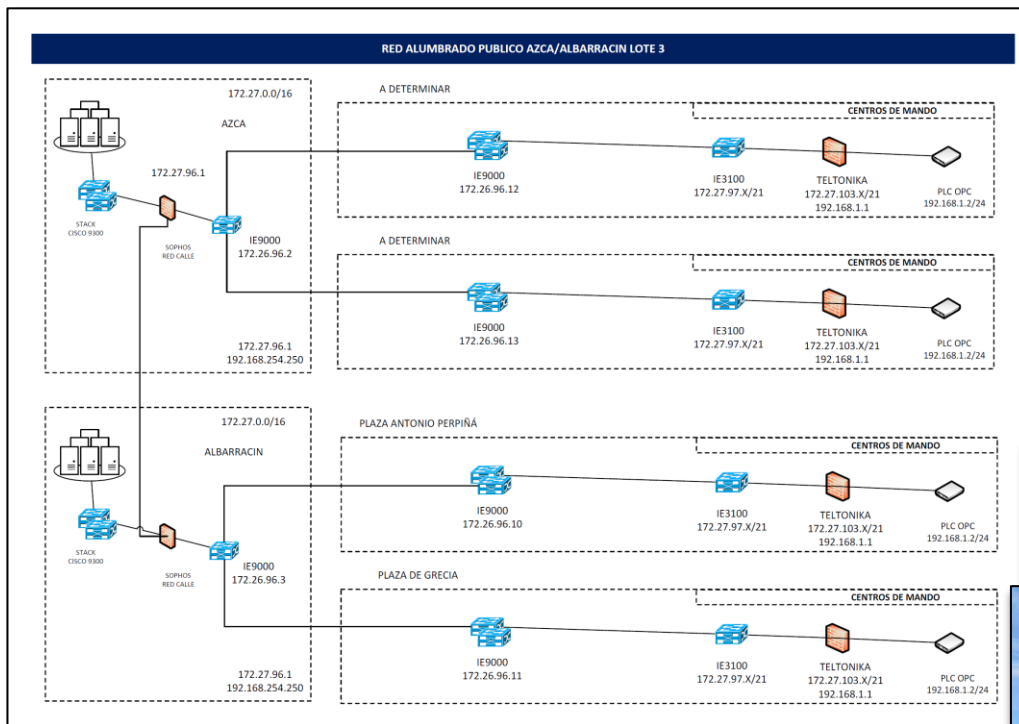 RED ALUMBRADO PUBLICO AZCA/ALBARRACIN LOTE 3
172.27.0.0/16
AZCA
172.27.96.1
STACK
CISCO 9300
SOPHOS
RED CALLE
IE9000
172.26.96.2
172.27.96.1
192.168.254.250
A DETERMINAR
CENTROS DE MANDO
IE9000
172.26.96.12
IE3100
172.27.97.X/21
TELTONIKA
172.27.103.X/21
192.168.1.1
PLC OPC
192.168.1.2/24
A DETERMINAR
CENTROS DE MANDO
IE9000
172.26.96.13
IE3100
172.27.97.X/21
TELTONIKA
172.27.103.X/21
192.168.1.1
PLC OPC
192.168.1.2/24
172.27.0.0/16
ALBARRACIN
STACK
CISCO 9300
SOPHOS
RED CALLE
IE9000
172.26.96.3
172.27.96.1
192.168.254.250
PLAZA ANTONIO PERPIÑÁ
CENTROS DE MANDO
IE9000
172.26.96.10
IE3100
172.27.97.X/21
TELTONIKA
172.27.103.X/21
192.168.1.1
PLC OPC
192.168.1.2/24
PLAZA DE GRECIA
CENTROS DE MANDO
IE9000
172.26.96.11
IE3100
172.27.97.X/21
TELTONIKA
172.27.103.X/21
192.168.1.1
PLC OPC
192.168.1.2/24